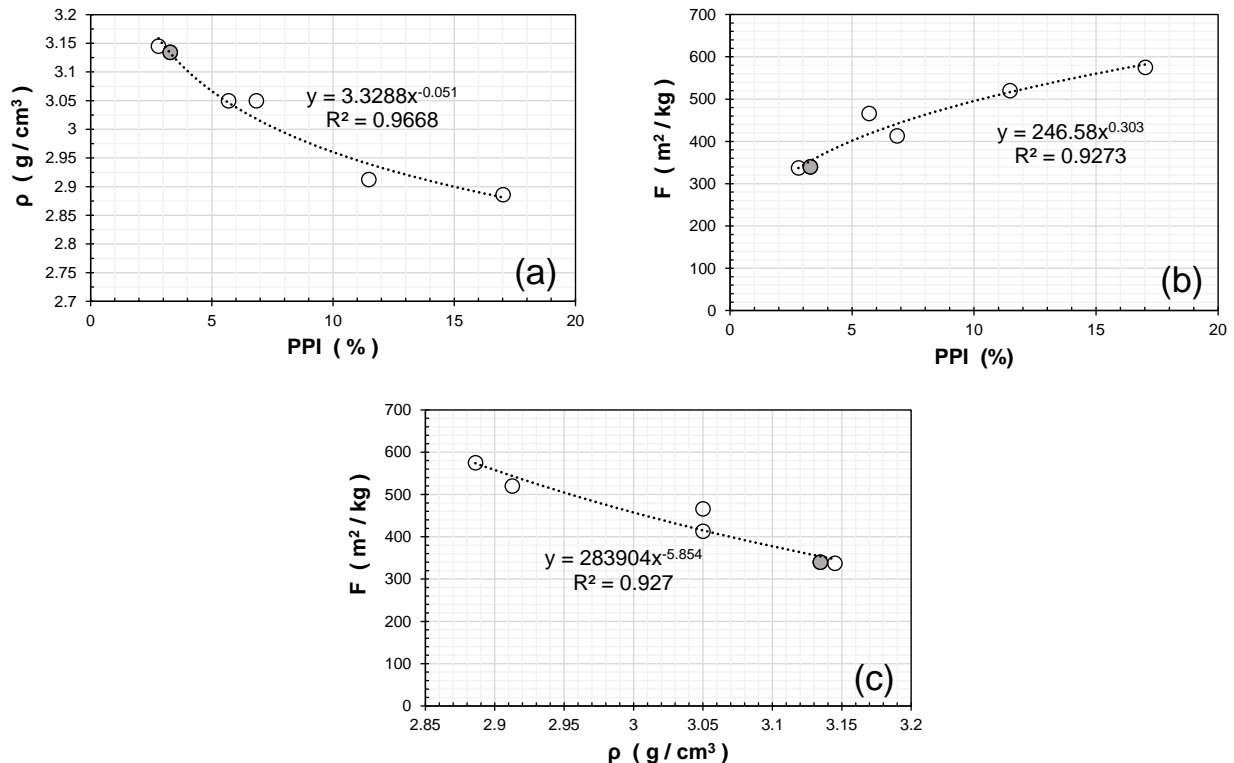 3.2
3.15
3.1
3.05
3
2.95
2.9
2.85
2.8
2.75
2.7
ρ ( g / cm³ )
y = 3.3288x^-0.051
R² = 0.9668
(a)
0 5 10 15 20
PPI ( % )
700
600
500
400
300
200
100
0
F ( m² / kg )
y = 246.58x^0.303
R² = 0.9273
(b)
0 5 10 15 20
PPI (%)
700
600
500
400
300
200
100
0
F ( m² / kg )
y = 283904x^-5.854
R² = 0.927
(c)
2.85 2.9 2.95 3 3.05 3.1 3.15 3.2
ρ ( g / cm³ )